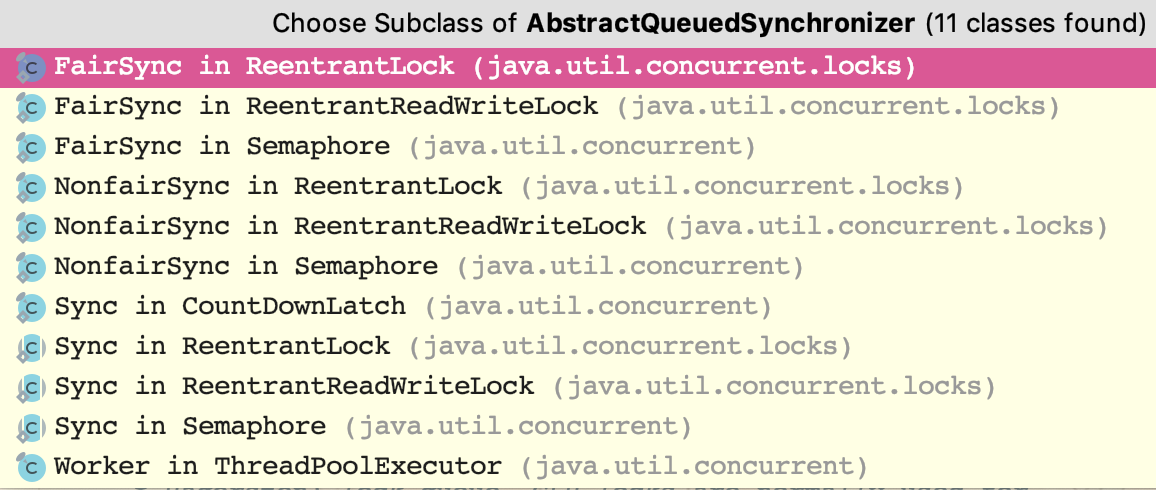 Choose Subclass of AbstractQueuedSynchronizer (11 classes found)
C FairSync in ReentrantLock (java.util.concurrent.locks)
C FairSync in ReentrantReadWriteLock (java.util.concurrent.locks)
C FairSync in Semaphore (java.util.concurrent)
C NonfairSync in ReentrantLock (java.util.concurrent.locks)
C NonfairSync in ReentrantReadWriteLock (java.util.concurrent.locks)
C NonfairSync in Semaphore (java.util.concurrent)
C Sync in CountDownLatch (java.util.concurrent)
C Sync in ReentrantLock (java.util.concurrent.locks)
C Sync in ReentrantReadWriteLock (java.util.concurrent.locks)
C Sync in Semaphore (java.util.concurrent)
C Worker in ThreadPoolExecutor (java.util.concurrent)